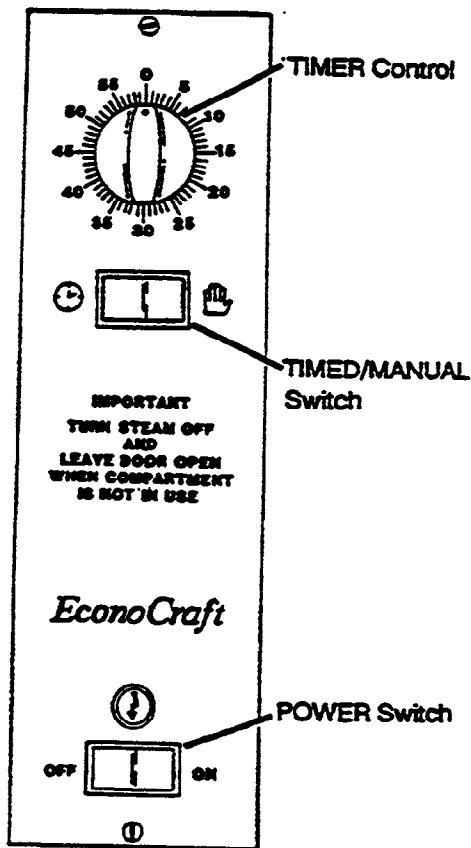 TIMER Control
0
55
5
50
10
45
15
40
20
35
25
30
TIMED/MANUAL
Switch
IMPORTANT
TURN STEAM OFF
AND
LEAVE DOOR OPEN
WHEN COMPARTMENT
IS NOT IN USE
EconoCraft
POWER Switch
OFF
ON